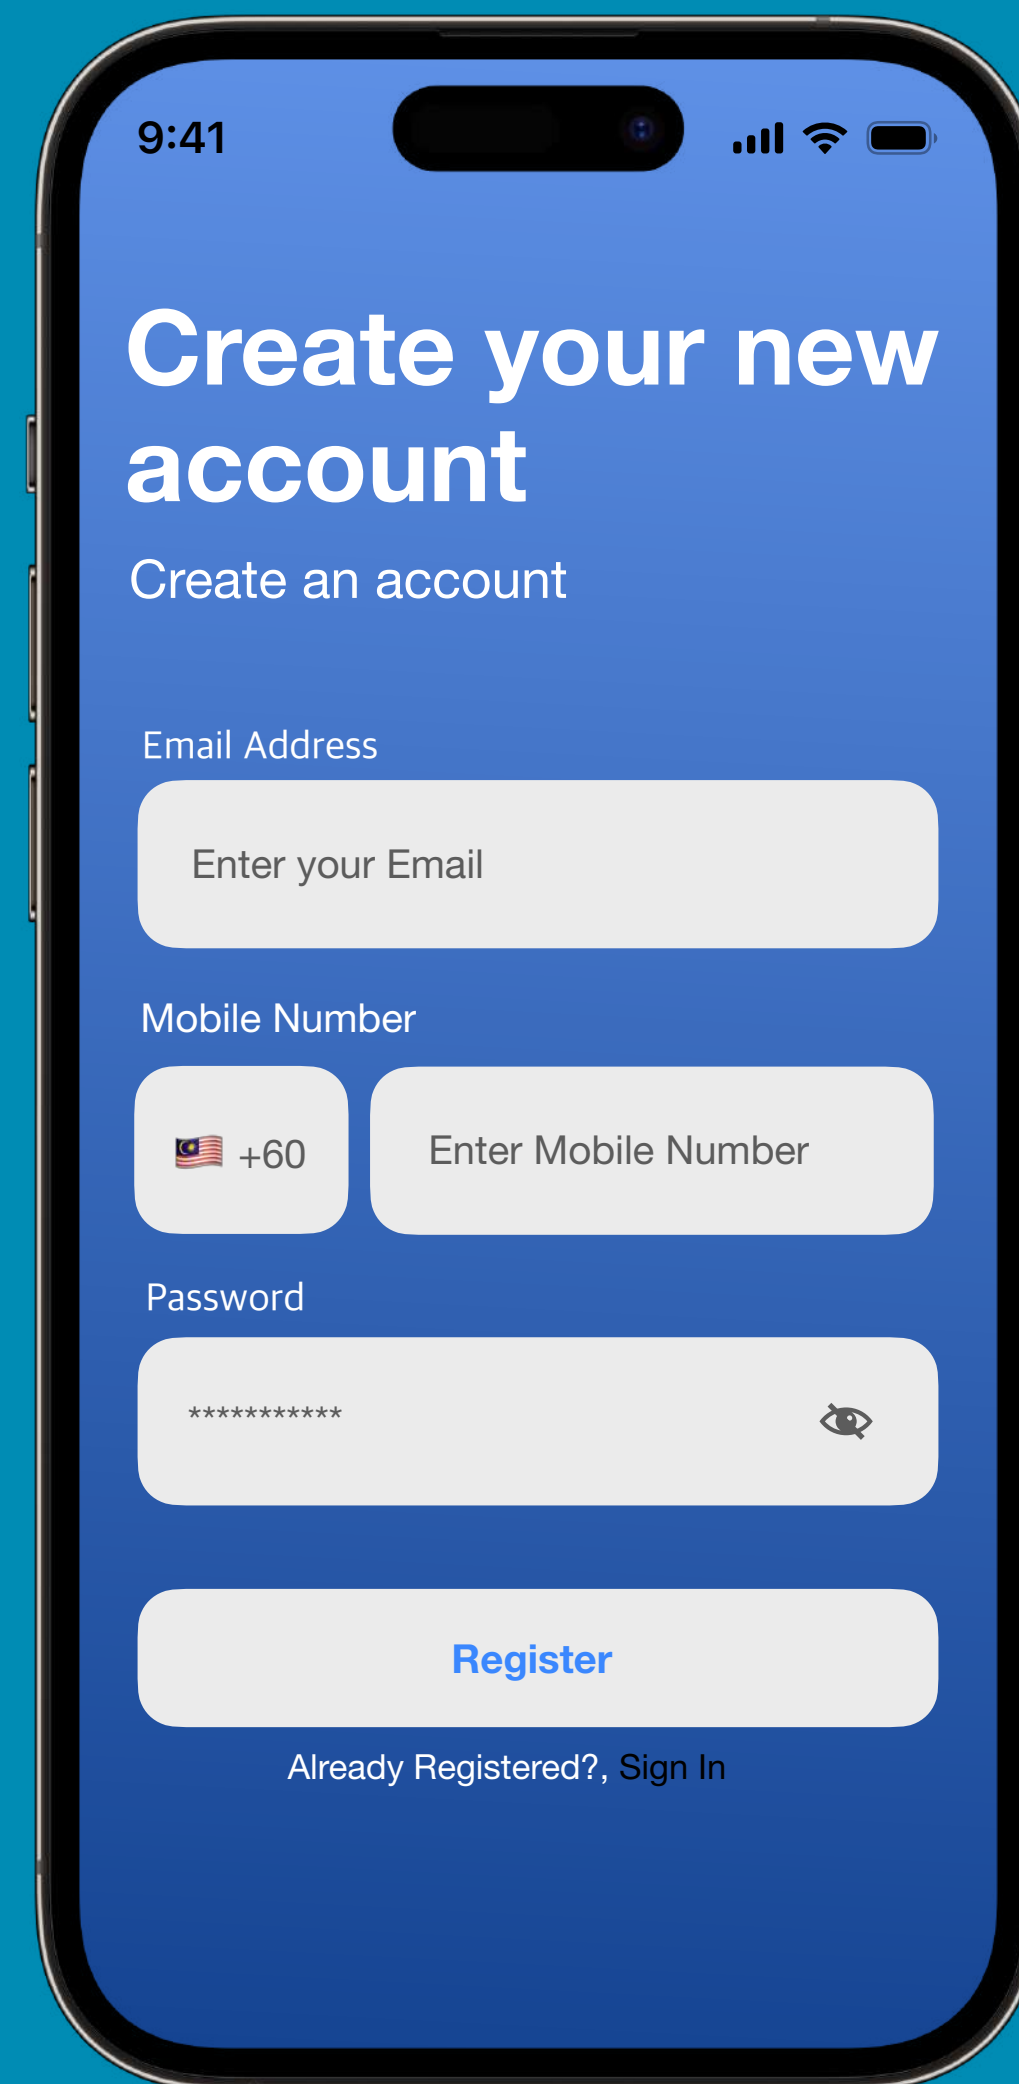 9:41
Create your new
account
Create an account
Email Address
Enter your Email
Mobile Number
🇲🇾 +60
Enter Mobile Number
Password
***********
Register
Already Registered?, Sign In